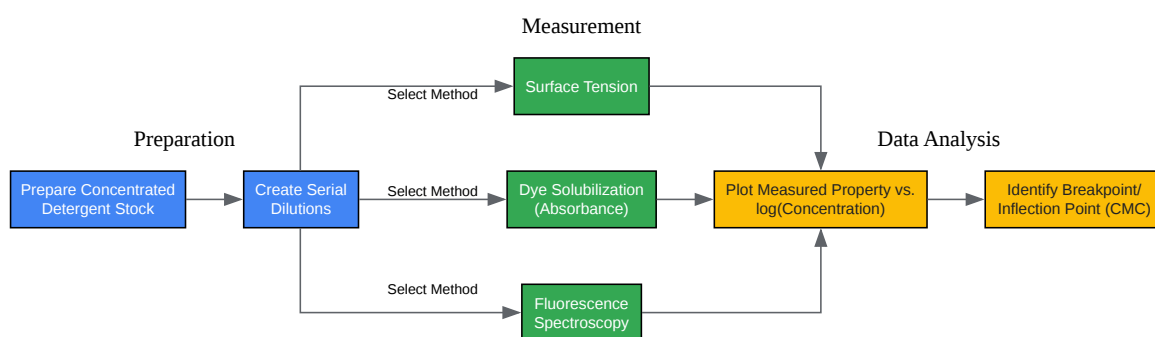 Measurement
Surface Tension
Select Method
Preparation
Data Analysis
Prepare Concentrated
Detergent Stock
Create Serial
Dilutions
Select Method
Dye Solubilization
(Absorbance)
Plot Measured Property vs.
log(Concentration)
Identify Breakpoint/
Inflection Point (CMC)
Select Method
Fluorescence
Spectroscopy